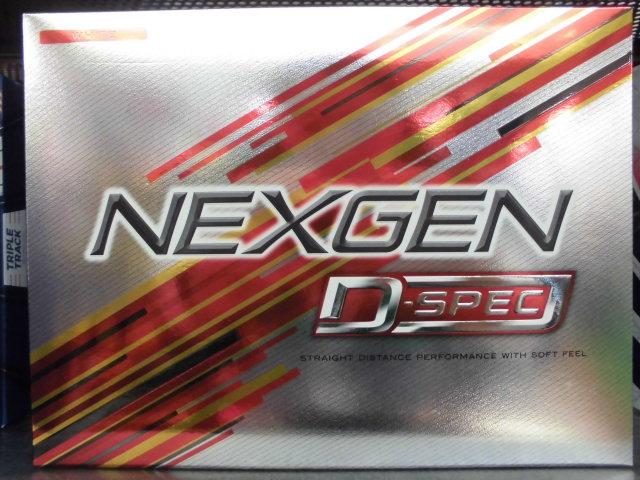 NEXGEN
D-SPEC
STRAIGHT DISTANCE PERFORMANCE WITH SOFT FEEL
TRIPLE
TRACK